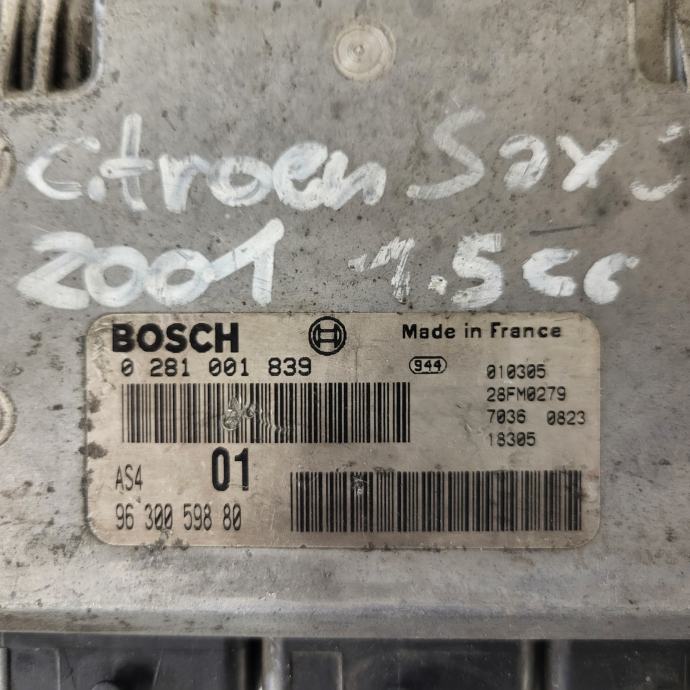 Citroen Saxo
2001 1.5cc
BOSCH Made in France
0 281 001 839 944 010305
28FM0279
7036 0823
18305
AS4 01
96 300 598 80